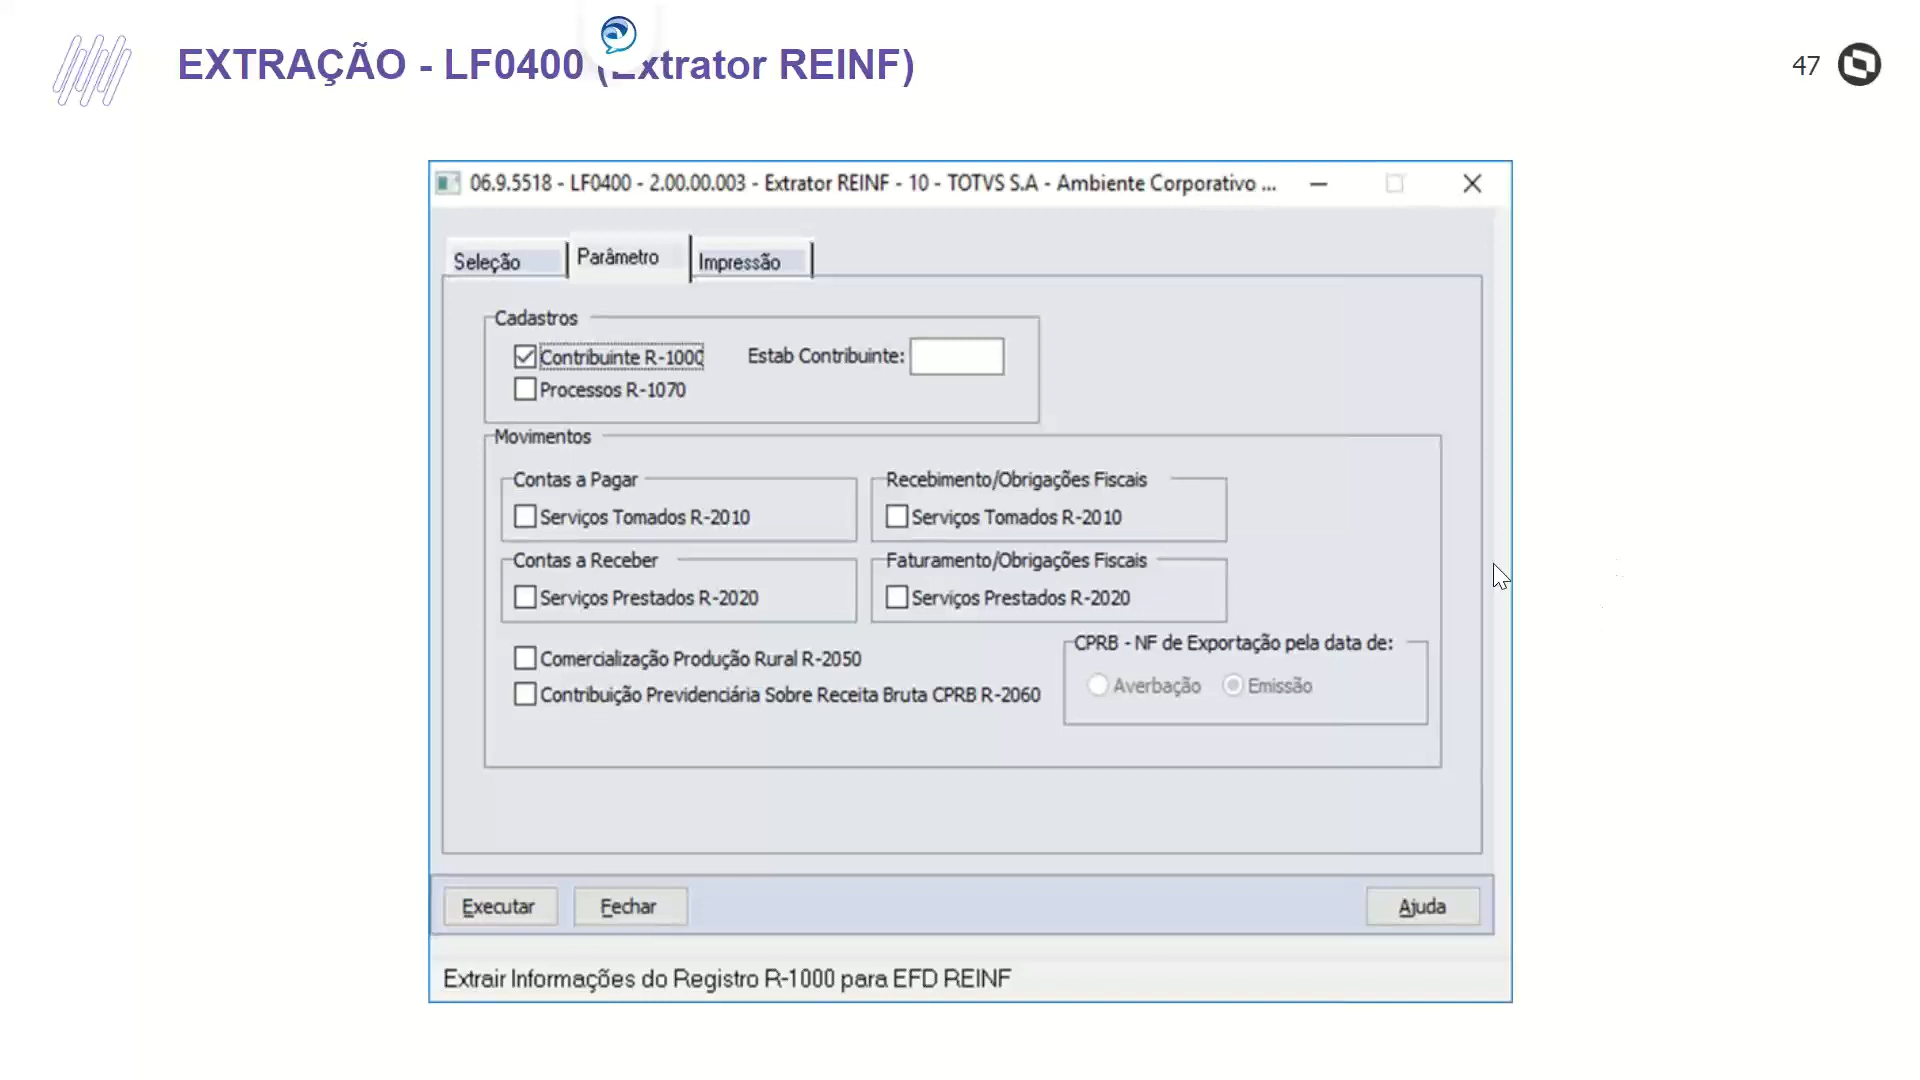 EXTRAÇÃO - LF0400 (Extrator REINF)
47
06.9.5518 - LF0400 - 2.00.00.003 - Extrator REINF - 10 - TOTVS S.A - Ambiente Corporativo ...
Seleção
Parâmetro
Impressão
Cadastros
Contribuinte R-1000
Estab Contribuinte:
Processos R-1070
Movimentos
Contas a Pagar
Recebimento/Obrigações Fiscais
Serviços Tomados R-2010
Serviços Tomados R-2010
Contas a Receber
Faturamento/Obrigações Fiscais
Serviços Prestados R-2020
Serviços Prestados R-2020
CPRB - NF de Exportação pela data de:
Comercialização Produção Rural R-2050
Averbação
Emissão
Contribuição Previdenciária Sobre Receita Bruta CPRB R-2060
Executar
Fechar
Ajuda
Extrair Informações do Registro R-1000 para EFD REINF